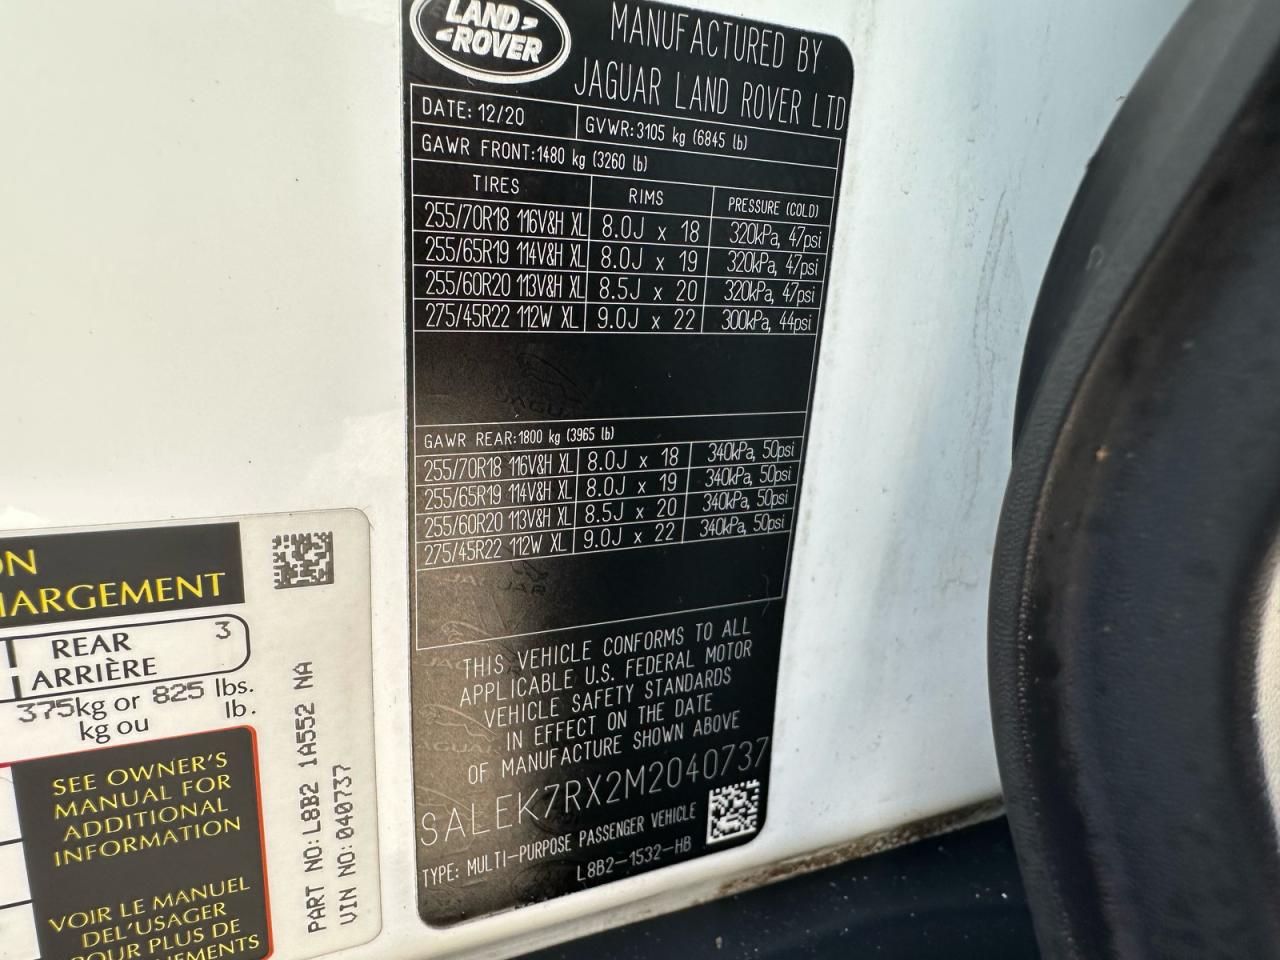 LAND
ROVER
MANUFACTURED BY
JAGUAR LAND ROVER LTD
DATE: 12/20 GVWR:3105 kg (6845 lb)
GAWR FRONT:1480 kg (3260 lb)
TIRES RIMS PRESSURE (COLD)
255/70R18 116V&H XL 8.0J x 18 320kPa, 47psi
255/65R19 114V&H XL 8.0J x 19 320kPa, 47psi
255/60R20 113V&H XL 8.5J x 20 320kPa, 47psi
275/45R22 112W XL 9.0J x 22 300kPa, 44psi
GAWR REAR:1800 kg (3965 lb)
255/70R18 116V&H XL 8.0J x 18 340kPa, 50psi
255/65R19 114V&H XL 8.0J x 19 340kPa, 50psi
255/60R20 113V&H XL 8.5J x 20 340kPa, 50psi
275/45R22 112W XL 9.0J x 22 340kPa, 50psi
THIS VEHICLE CONFORMS TO ALL
APPLICABLE U.S. FEDERAL MOTOR
VEHICLE SAFETY STANDARDS
IN EFFECT ON THE DATE
OF MANUFACTURE SHOWN ABOVE
SALEK7RX2M2040737
TYPE: MULTI-PURPOSE PASSENGER VEHICLE
L8B2-1532-HB
ON
HARGEMENT
REAR 3
ARRIÈRE
375kg or 825 lbs.
kg ou lb.
SEE OWNER'S
MANUAL FOR
ADDITIONAL
INFORMATION
VOIR LE MANUEL
DEL'USAGER
POUR PLUS DE
NEMENTS
PART NO:L8B2 1A552 NA
VIN NO:040737